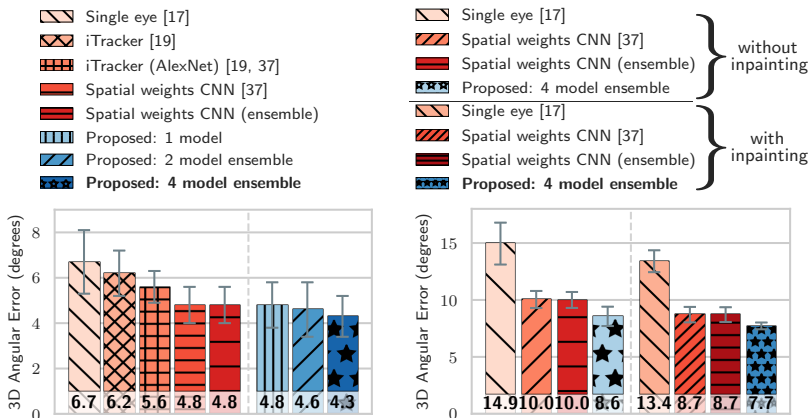 Single eye [17]
iTracker [19]
iTracker (AlexNet) [19, 37]
Spatial weights CNN [37]
Spatial weights CNN (ensemble)
Proposed: 1 model
Proposed: 2 model ensemble
Proposed: 4 model ensemble
3D Angular Error (degrees)
8
6
4
2
0
6.7 6.2 5.6 4.8 4.8 4.8 4.6 4.3
Single eye [17]
Spatial weights CNN [37]
Spatial weights CNN (ensemble)
Proposed: 4 model ensemble
without
inpainting
Single eye [17]
Spatial weights CNN [37]
Spatial weights CNN (ensemble)
Proposed: 4 model ensemble
with
inpainting
3D Angular Error (degrees)
15
10
5
0
14.9 10.0 10.0 8.6 13.4 8.7 8.7 7.7